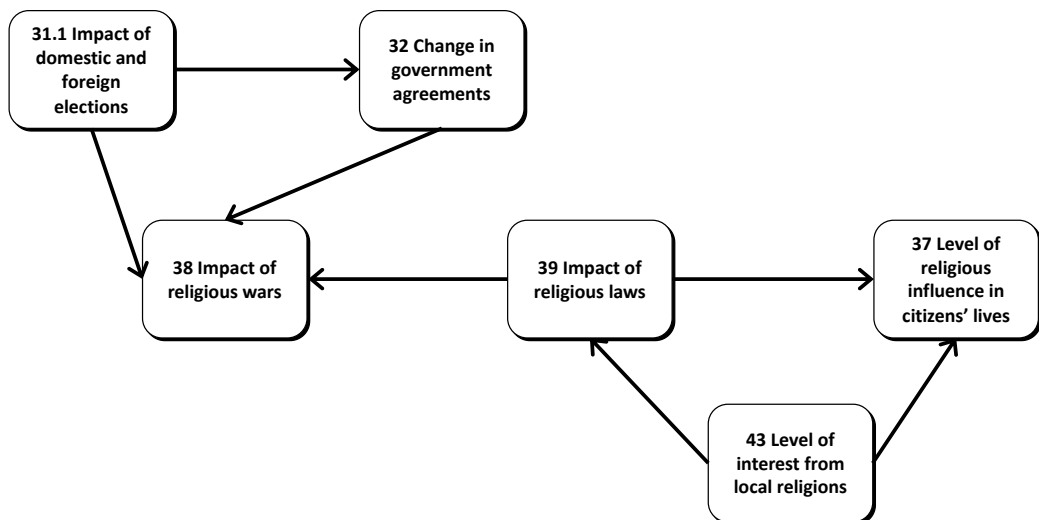 31.1 Impact of
domestic and
foreign
elections
32 Change in
government
agreements
38 Impact of
religious wars
39 Impact of
religious laws
37 Level of
religious
influence in
citizens’ lives
43 Level of
interest from
local religions